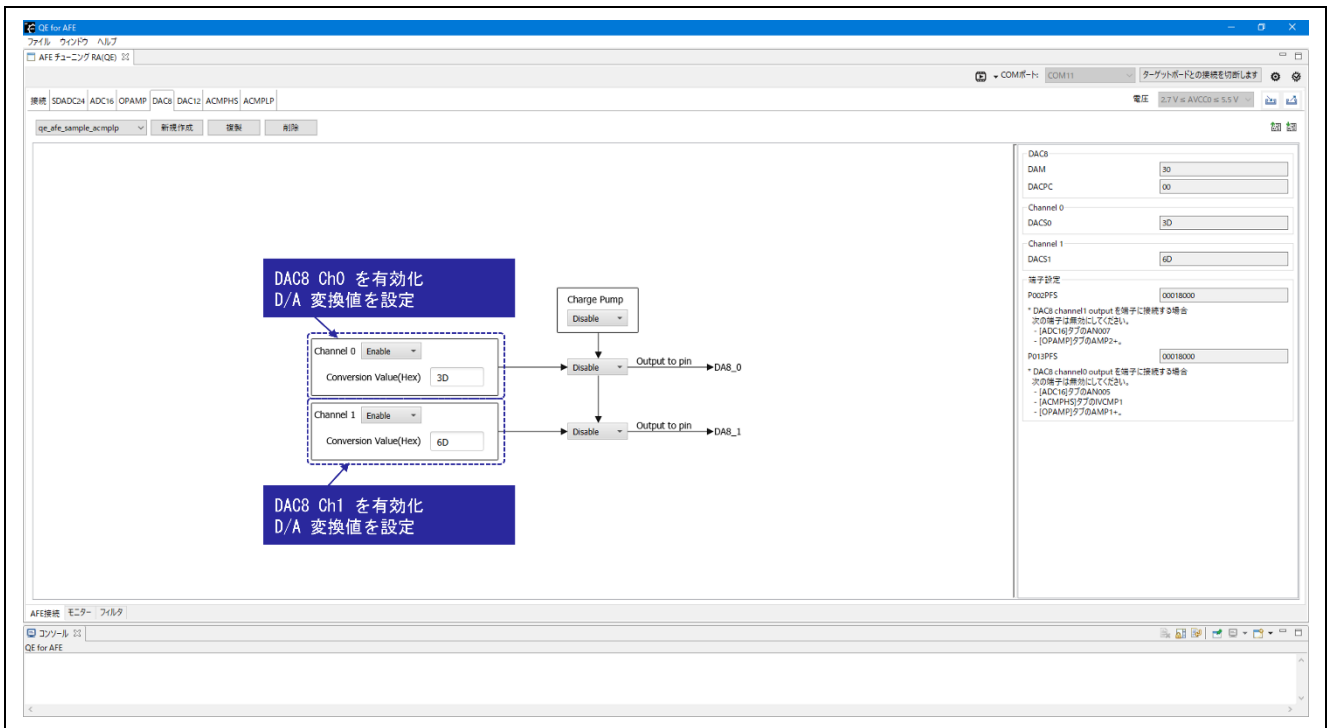 QE for AFE
ファイル ウィンドウ ヘルプ
AFE チューニング RA(QE)
COMポート: COM11 ターゲットボードとの接続を切断します
接続 SDADC24 ADC16 OPAMP DAC8 DAC12 ACMPHS ACMPLP
電圧 2.7 V ≤ AVCC0 ≤ 5.5 V
qe_afe_sample_acmplp 新規作成 複製 削除
DAC8 Ch0 を有効化
D/A 変換値を設定
Charge Pump
Disable
Channel 0 Enable
Conversion Value(Hex) 3D
Disable Output to pin DA8_0
Channel 1 Enable
Conversion Value(Hex) 6D
Disable Output to pin DA8_1
DAC8 Ch1 を有効化
D/A 変換値を設定
DAC8
DAM 30
DACPC 00
Channel 0
DACS0 3D
Channel 1
DACS1 6D
端子設定
P002PFS 00018000
* DAC8 channel1 output を端子に接続する場合
次の端子は無効にしてください。
- [ADC16]タブのAN007
- [OPAMP]タブのAMP2+。
P013PFS 00018000
* DAC8 channel0 output を端子に接続する場合
次の端子は無効にしてください。
- [ADC16]タブのAN005
- [ACMPHS]タブのIVCMP1
- [OPAMP]タブのAMP1+。
AFE接続 モニター フィルタ
コンソール
QE for AFE